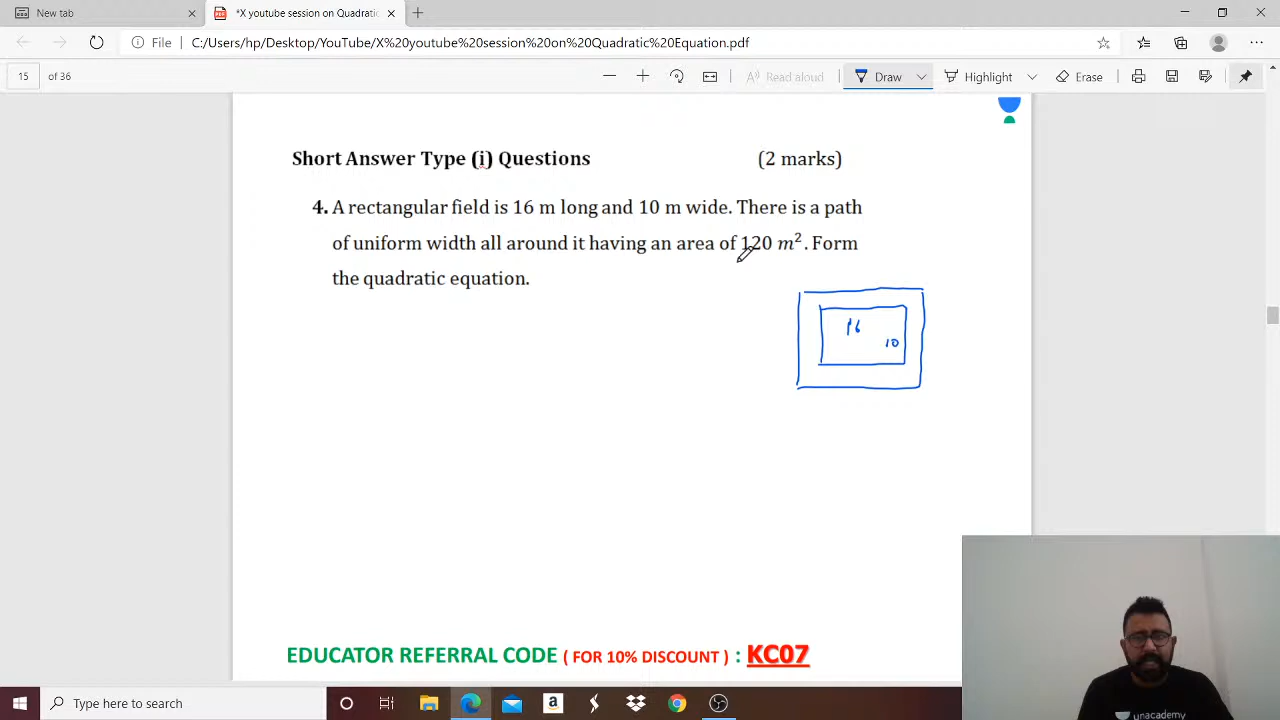 New tab
*X youtube session on Quadratic
File
C:/Users/hp/Desktop/YouTube/X%20youtube%20session%20on%20Quadratic%20Equation.pdf
15 of 36
Read aloud
Draw
Highlight
Erase
Short Answer Type (i) Questions (2 marks)
4. A rectangular field is 16 m long and 10 m wide. There is a path
of uniform width all around it having an area of 120 m². Form
the quadratic equation.
16
10
EDUCATOR REFERRAL CODE ( FOR 10% DISCOUNT ) : KC07
unacademy
Type here to search